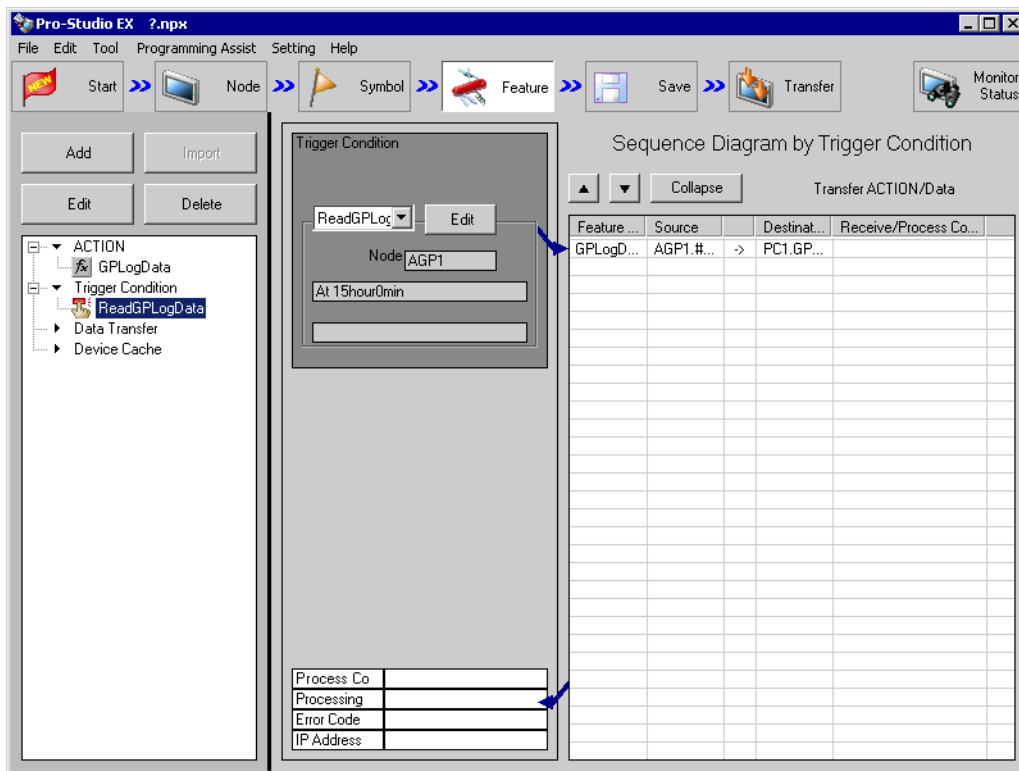 Pro-Studio EX ?.npx
File Edit Tool Programming Assist Setting Help
NEW Start Node Symbol Feature Save Transfer Monitor
Status
Add Import
Edit Delete
ACTION
fx GPLogData
Trigger Condition
ReadGPLogData
Data Transfer
Device Cache
Trigger Condition
ReadGPLog Edit
Node AGP1
At 15hour0min
Process Co
Processing
Error Code
IP Address
Sequence Diagram by Trigger Condition
Collapse Transfer ACTION/Data
Feature ... Source Destinat... Receive/Process Co...
GPLogD... AGP1.#... -> PC1.GP...